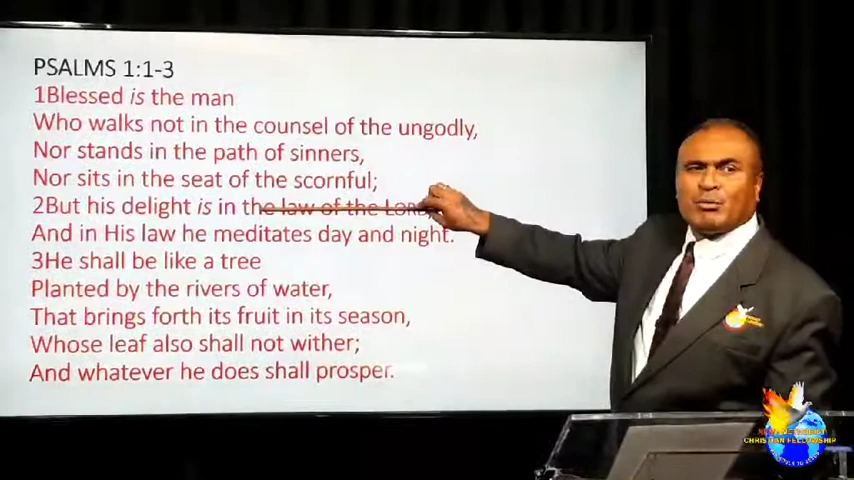 PSALMS 1:1-3
1Blessed is the man
Who walks not in the counsel of the ungodly,
Nor stands in the path of sinners,
Nor sits in the seat of the scornful;
2But his delight is in the law of the Lord
And in His law he meditates day and night.
3He shall be like a tree
Planted by the rivers of water,
That brings forth its fruit in its season,
Whose leaf also shall not wither;
And whatever he does shall prosper.
CHRISTIAN FELLOWSHIP